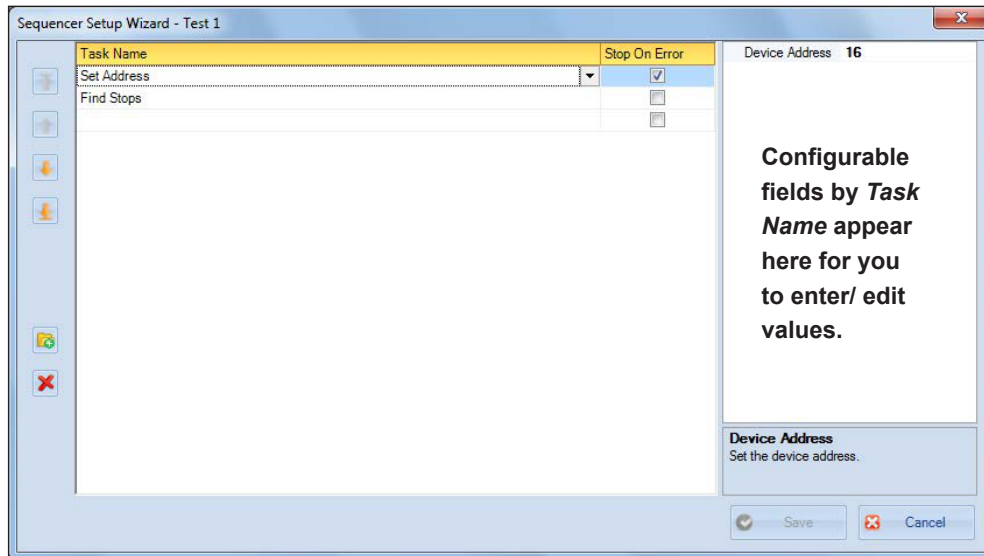 Sequencer Setup Wizard - Test 1
Task Name Stop On Error
Set Address
Find Stops
Device Address 16
Configurable
fields by Task
Name appear
here for you
to enter/ edit
values.
Device Address
Set the device address.
Save Cancel